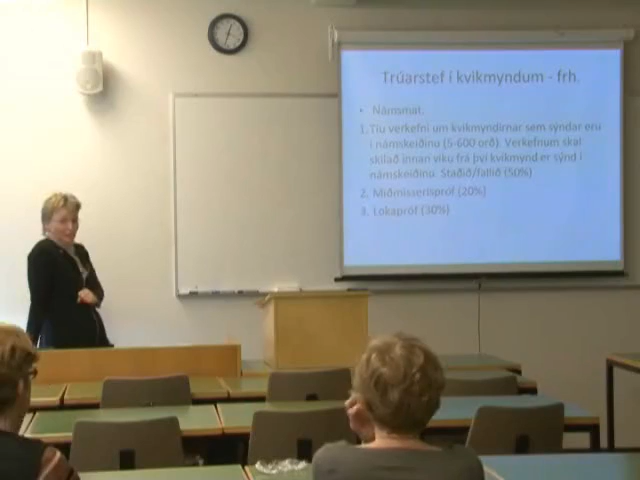 Trúarstef í kvikmyndum - frh.
• Námsmat:
1. Tíu verkefni um kvikmyndirnar sem sýndar eru
í námskeiðinu (5-600 orð). Verkefnum skal
skilað innan viku frá því kvikmynd er sýnd í
námskeiðinu. Staðið/fallið (50%)
2. Miðmisserispróf (20%)
3. Lokapróf (30%)